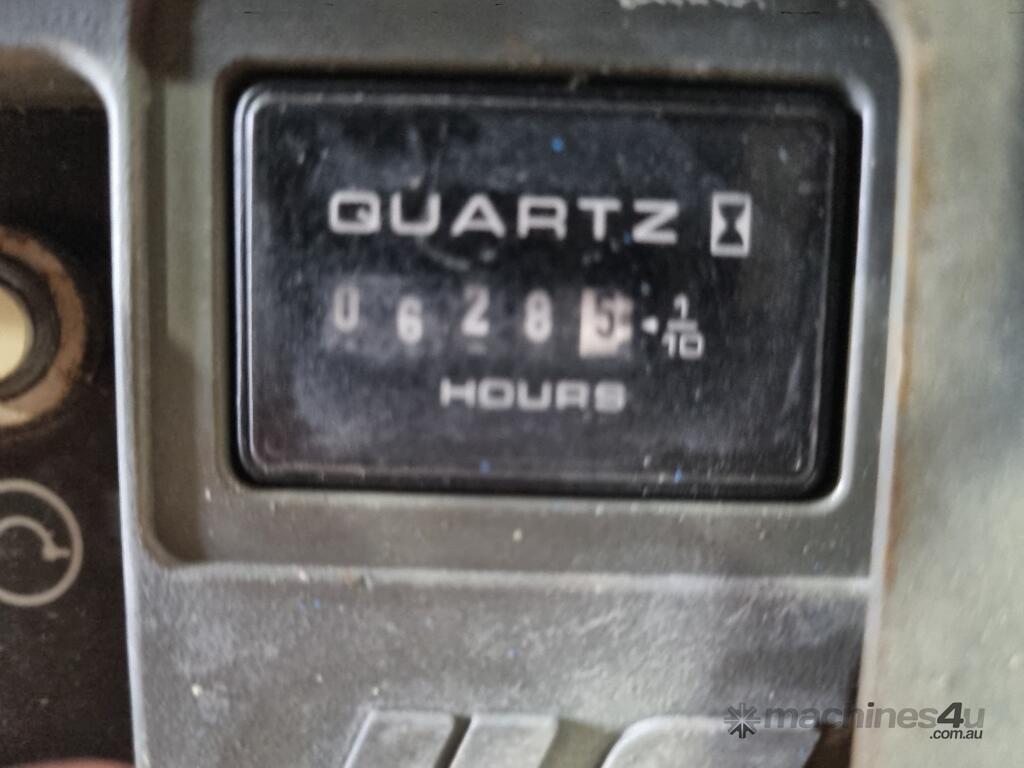 QUARTZ
0 6 2 8 5 1/10
HOURS
machines4u
.com.au